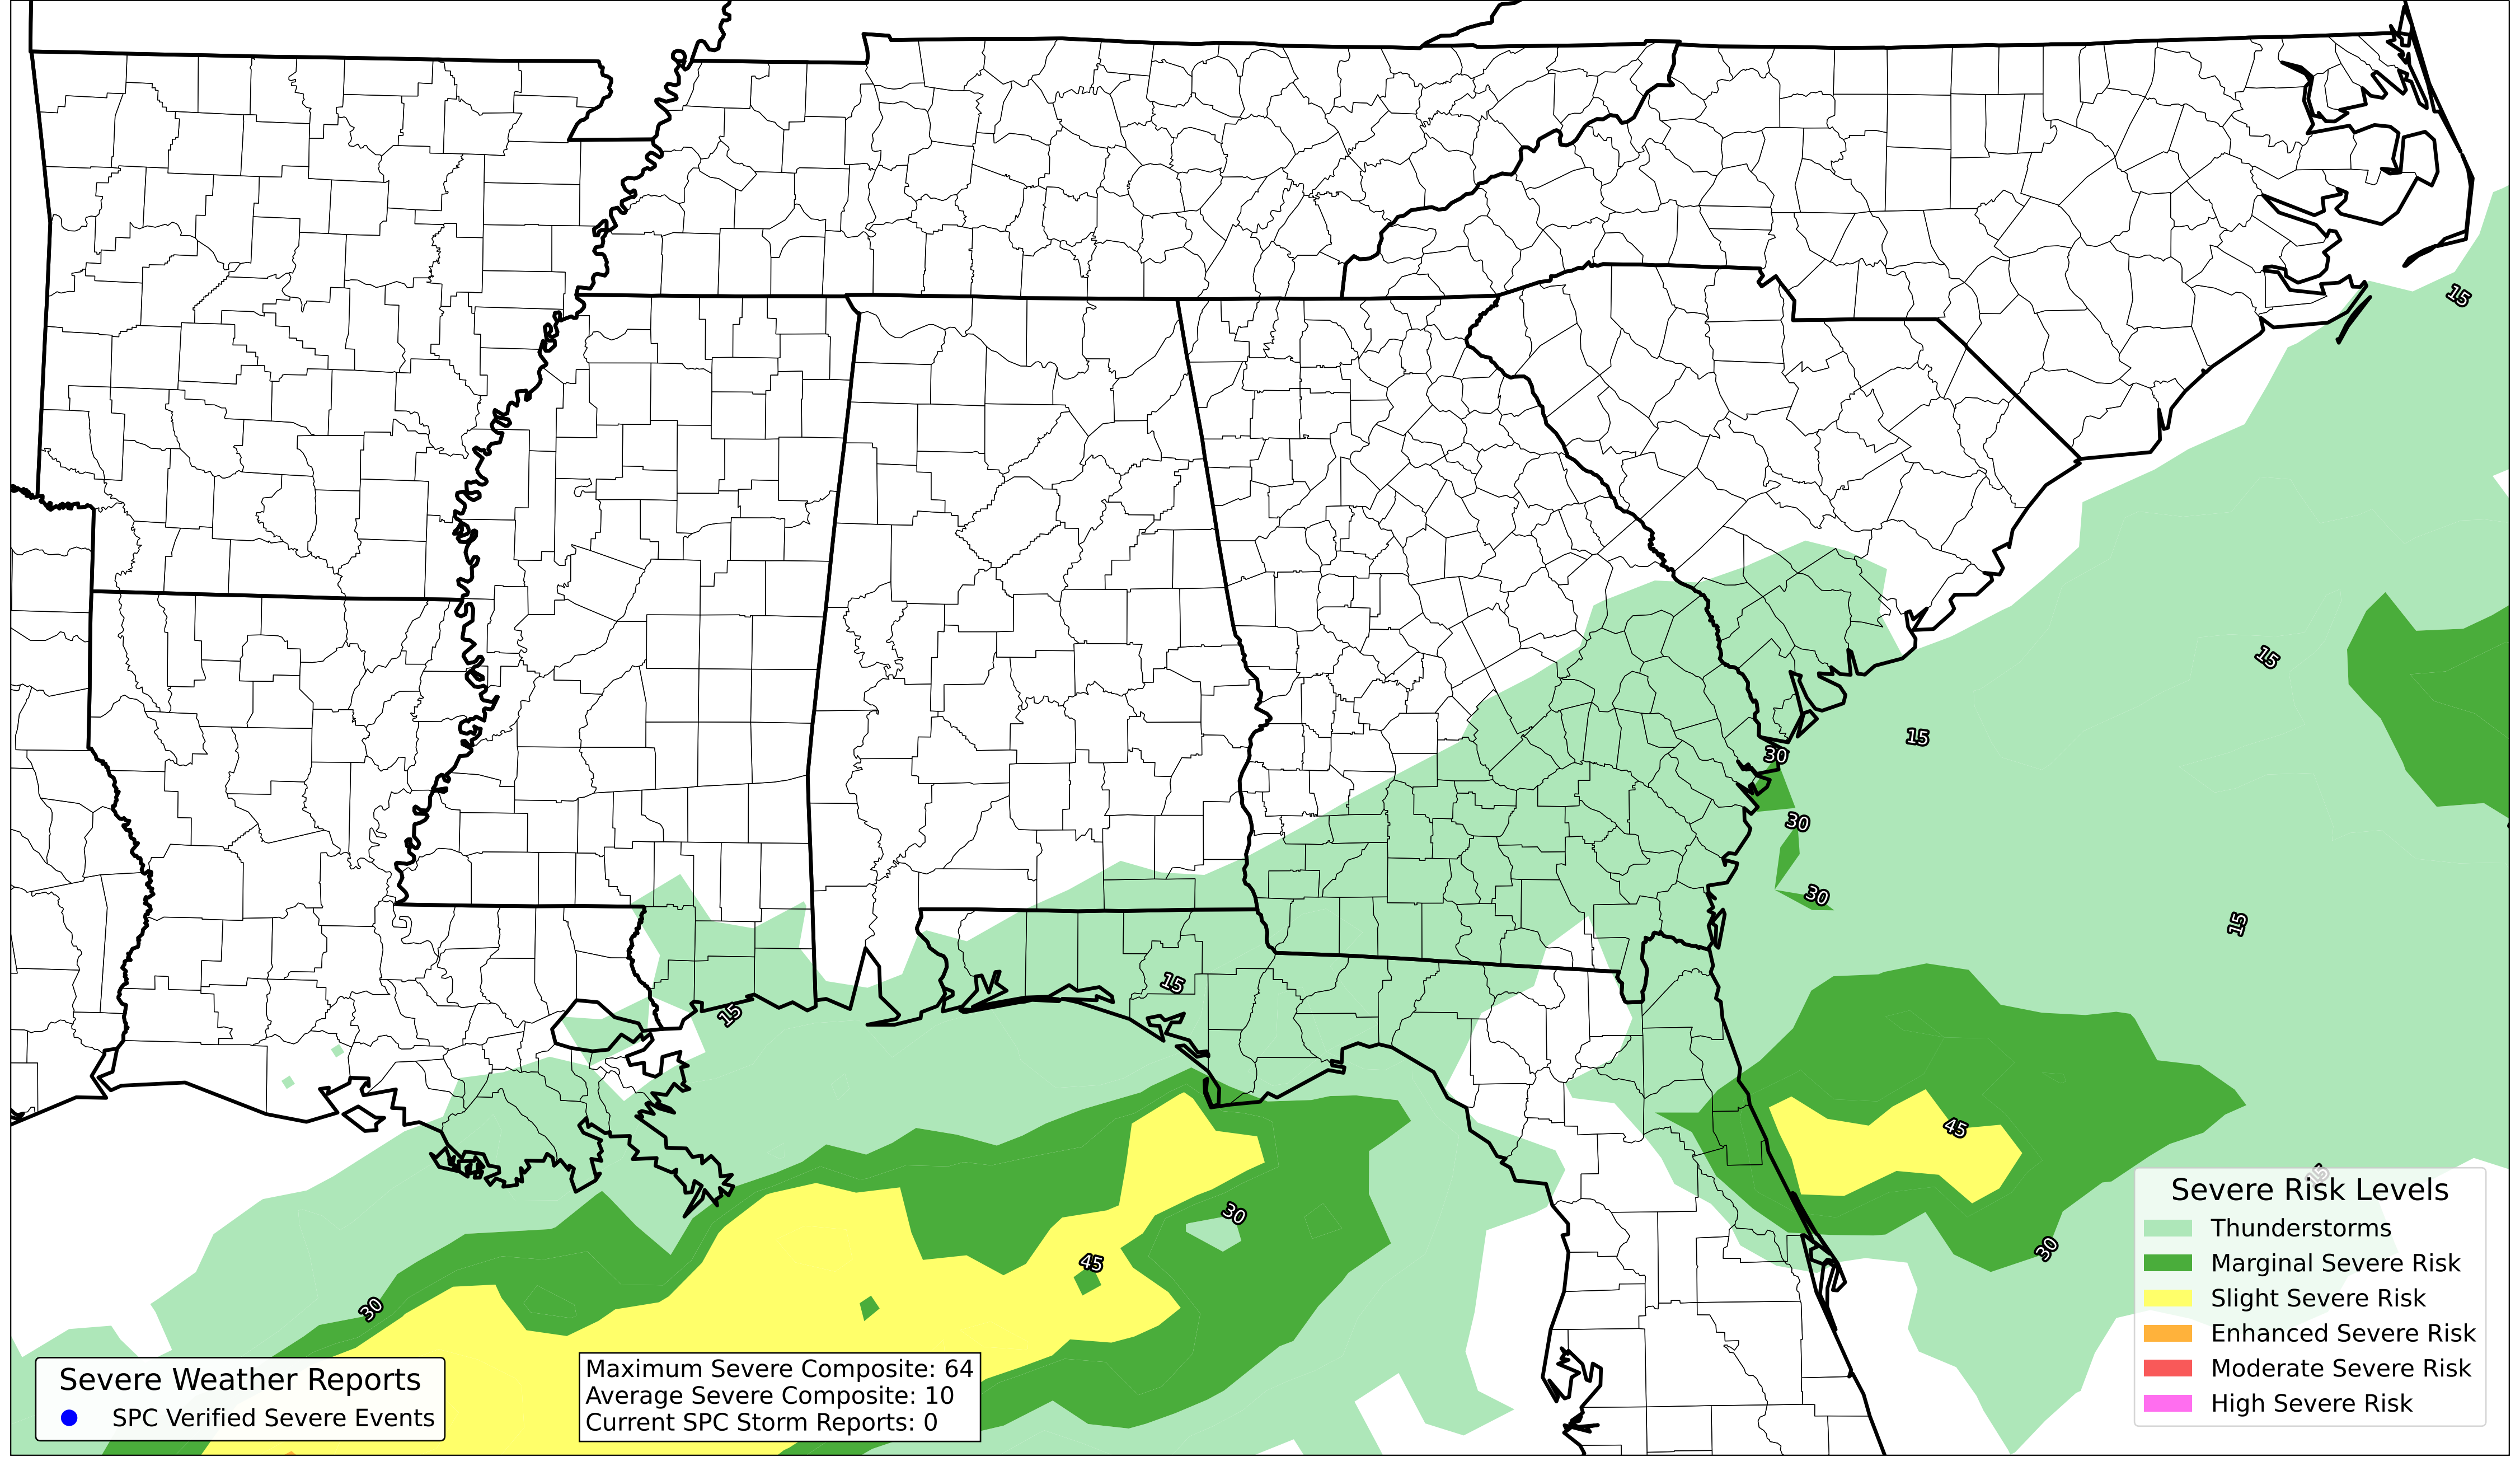 15
15
15
30
30
30
15
15
15
45
15
30
45
30
30
Severe Risk Levels
Thunderstorms
Marginal Severe Risk
Slight Severe Risk
Enhanced Severe Risk
Moderate Severe Risk
High Severe Risk
Severe Weather Reports
SPC Verified Severe Events
Maximum Severe Composite: 64
Average Severe Composite: 10
Current SPC Storm Reports: 0